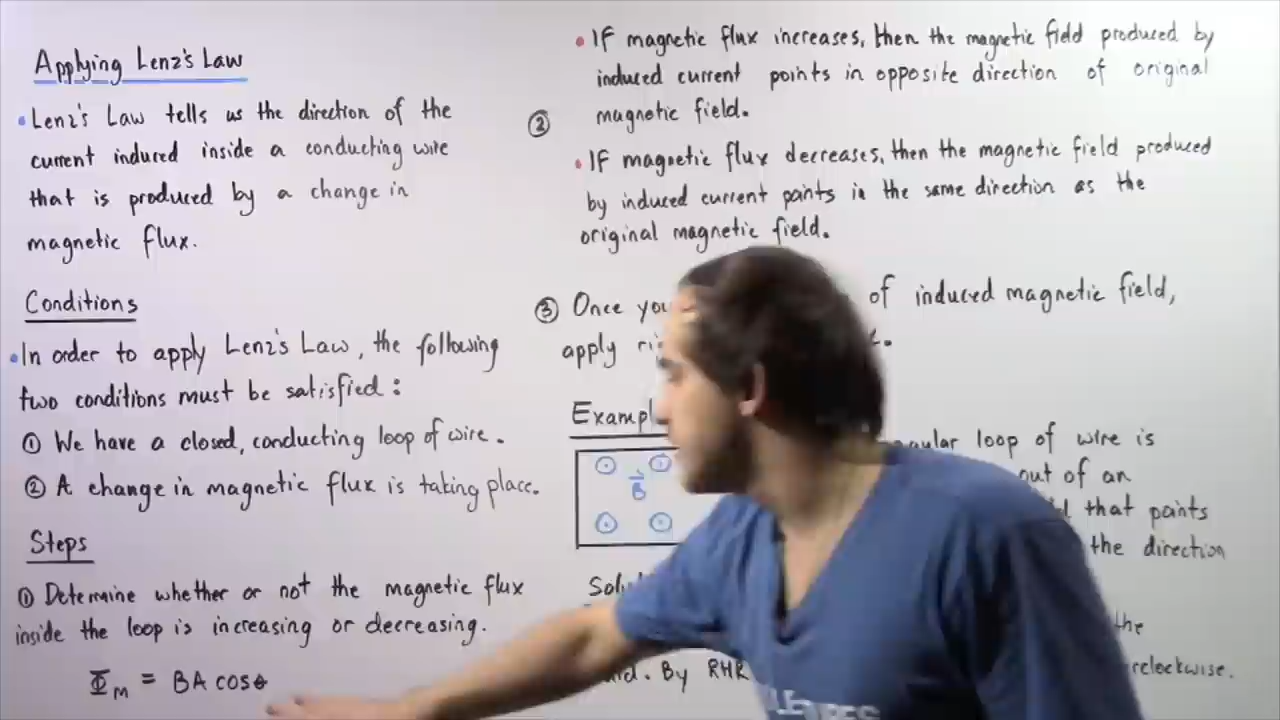 Applying Lenz's Law
• Lenz's Law tells us the direction of the
current induced inside a conducting wire
that is produced by a change in
magnetic flux.
Conditions
• In order to apply Lenz's Law, the following
two conditions must be satisfied:
① We have a closed, conducting loop of wire.
② A change in magnetic flux is taking place.
Steps
① Determine whether or not the magnetic flux
inside the loop is increasing or decreasing.
Φ_M = BA cosθ
②
• If magnetic flux increases, then the magnetic field produced by
induced current points in opposite direction of original
magnetic field.
• If magnetic flux decreases, then the magnetic field produced
by induced current points in the same direction as the
original magnetic field.
③ Once you of induced magnetic field,
apply
Exampl
B
loop of wire is
out of an
that points
the direction
the
By RHR